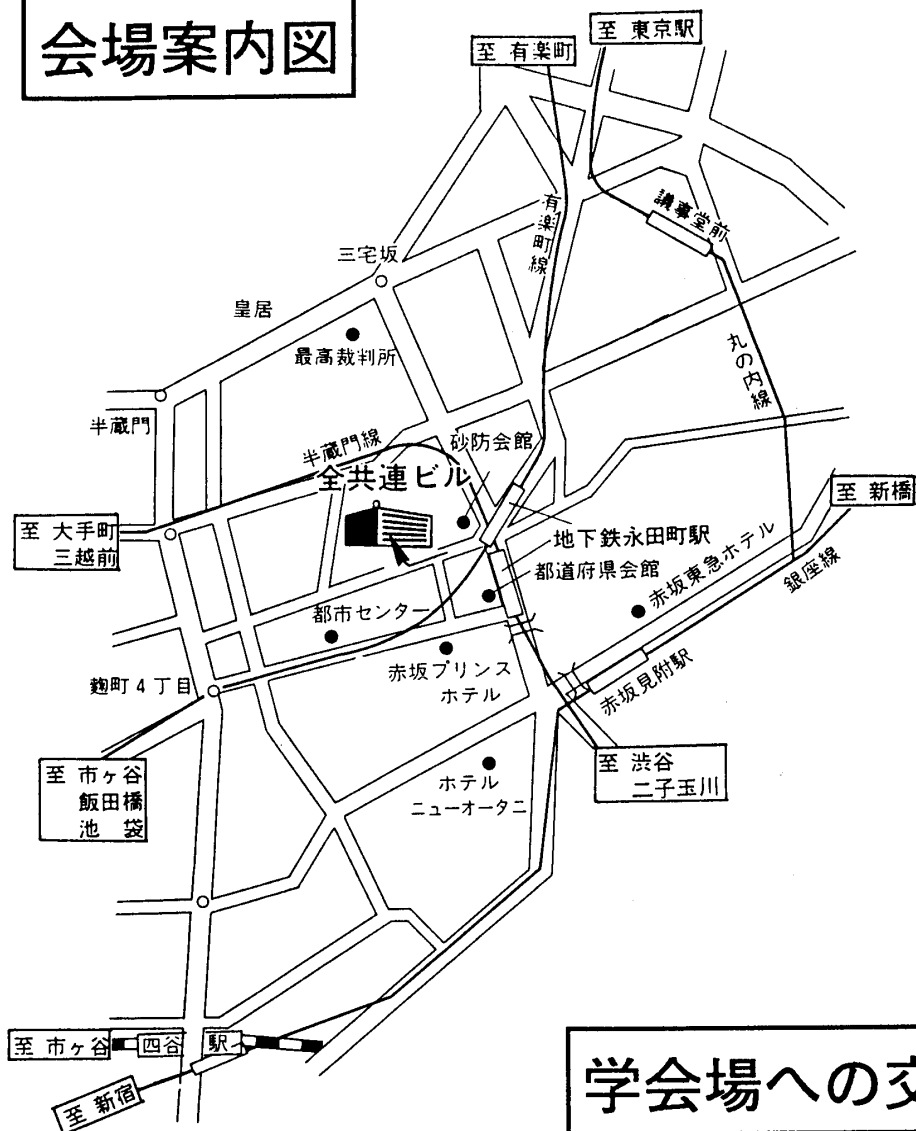 会場案内図
至 有楽町
至 東京駅
有楽町線
議事堂前
三宅坂
皇居
最高裁判所
丸の内線
半蔵門
半蔵門線
砂防会館
全共連ビル
至 新橋
至 大手町
三越前
地下鉄永田町駅
都道府県会館
赤坂東急ホテル
銀座線
都市センター
赤坂プリンス
ホテル
赤坂見附駅
麹町4丁目
至 渋谷
二子玉川
至 市ヶ谷
飯田橋
池 袋
ホテル
ニューオータニ
至 市ヶ谷
四谷 駅
至 新宿
学会場への交